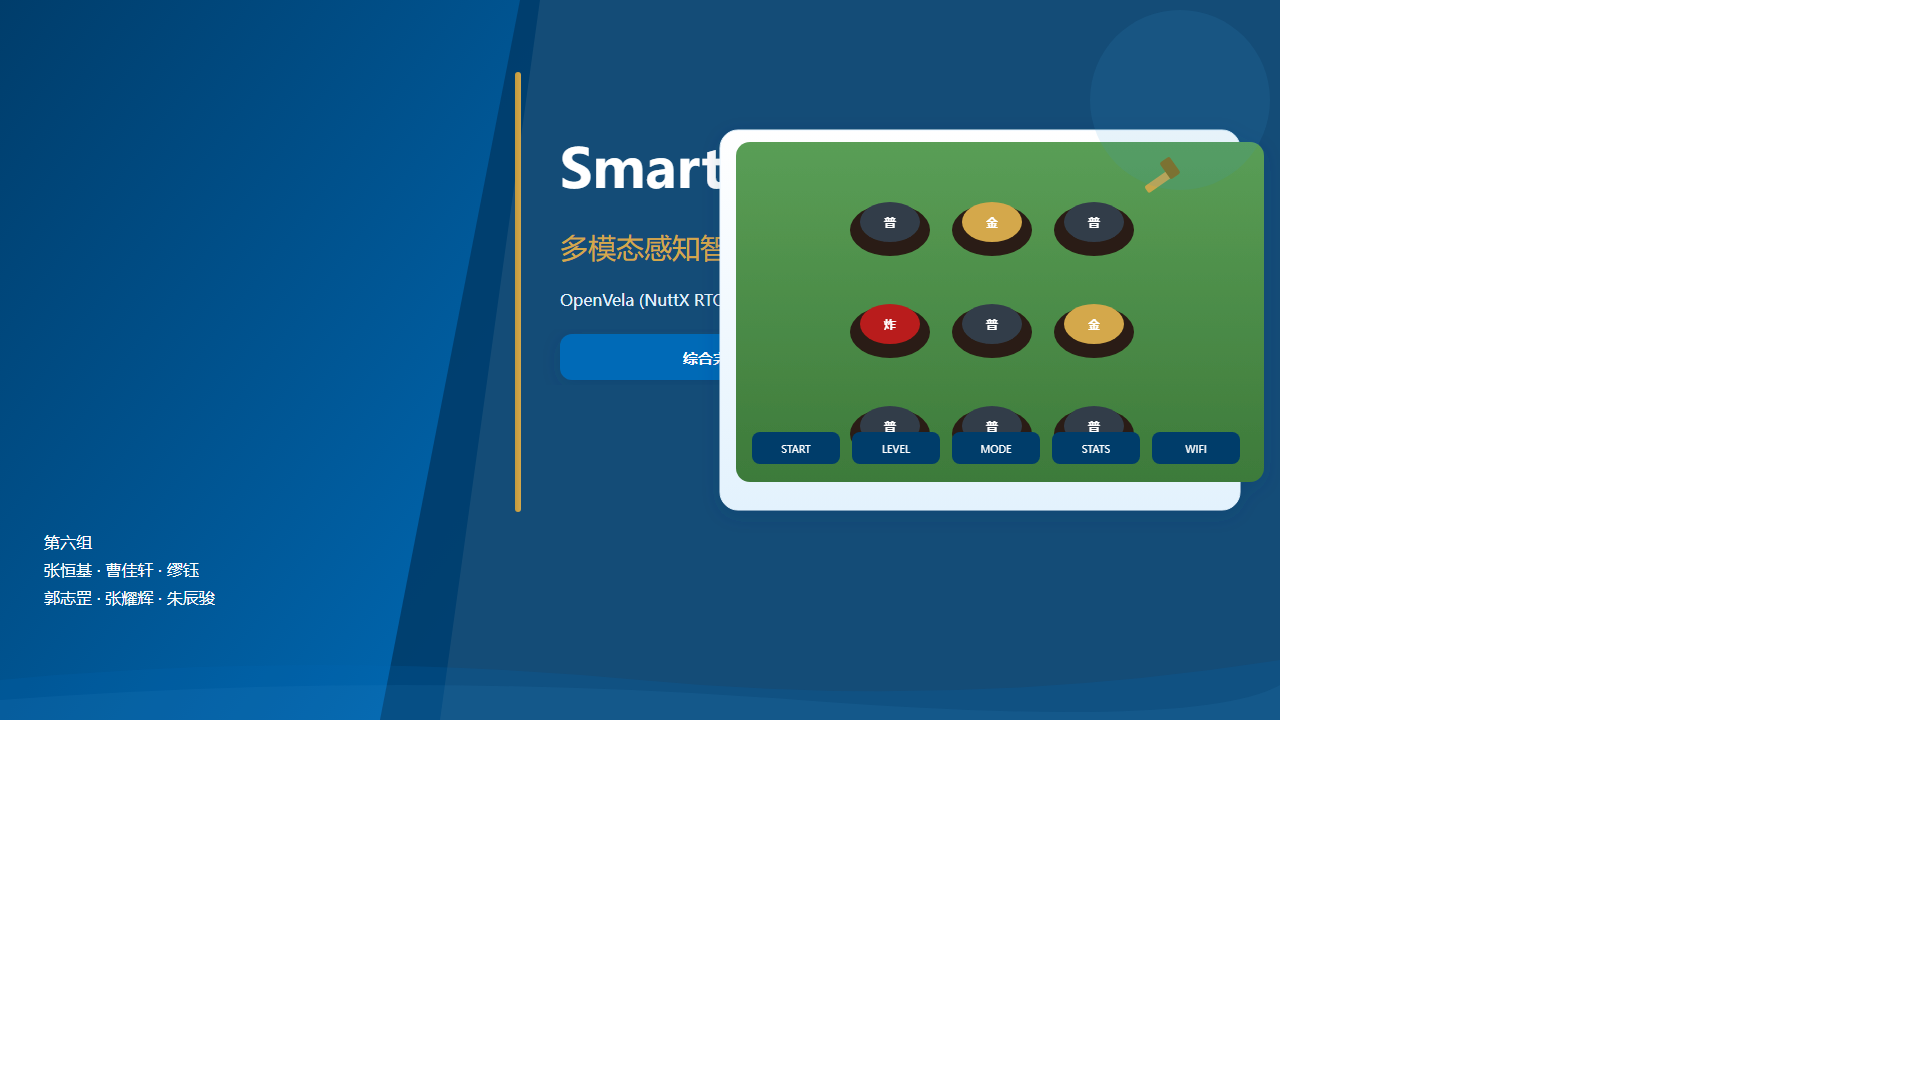 Smart
多模态感知智
OpenVela (NuttX RTO
综合实
普 金 普
炸 普 金
普 普 普
START LEVEL MODE STATS WIFI
第六组
张恒基 · 曹佳轩 · 缪钰
郭志罡 · 张耀辉 · 朱辰骏